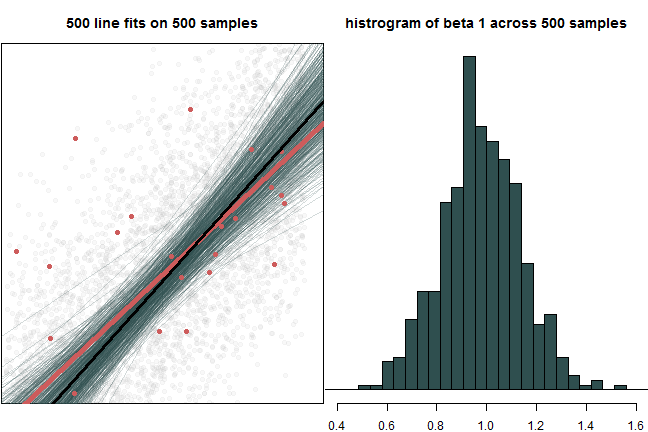 500 line fits on 500 samples
histrogram of beta 1 across 500 samples
0.4 0.6 0.8 1.0 1.2 1.4 1.6